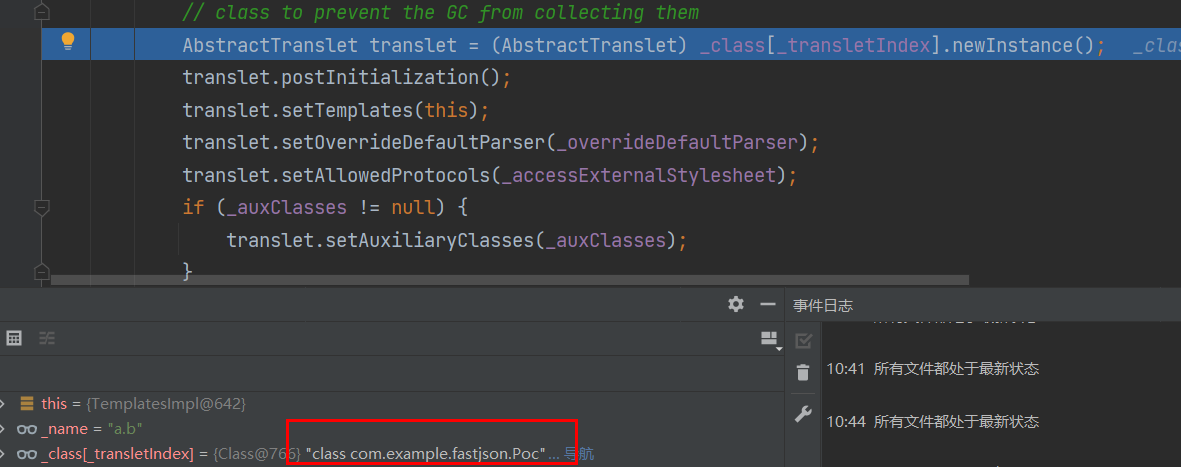 // class to prevent the GC from collecting them
AbstractTranslet translet = (AbstractTranslet) _class[_transletIndex].newInstance();   _clas
translet.postInitialization();
translet.setTemplates(this);
translet.setOverrideDefaultParser(_overrideDefaultParser);
translet.setAllowedProtocols(_accessExternalStylesheet);
if (_auxClasses != null) {
translet.setAuxiliaryClasses(_auxClasses);
}
事件日志
10:41 所有文件都处于最新状态
10:44 所有文件都处于最新状态
this = {TemplatesImpl@642}
_name = "a.b"
_class[_transletIndex] = {Class@766} "class com.example.fastjson.Poc" ... 导航